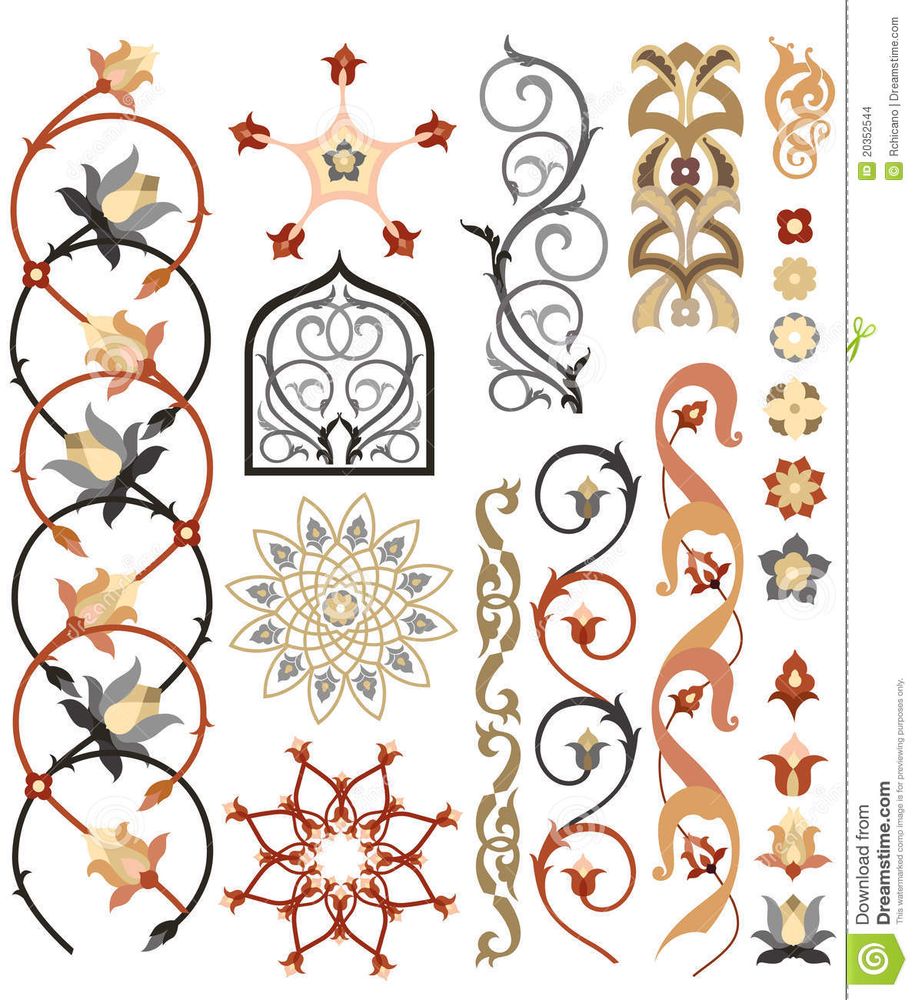 ID 20352544
© Rchicano | Dreamstime.com
Download from
Dreamstime.com
This watermarked comp image is for previewing purposes only.